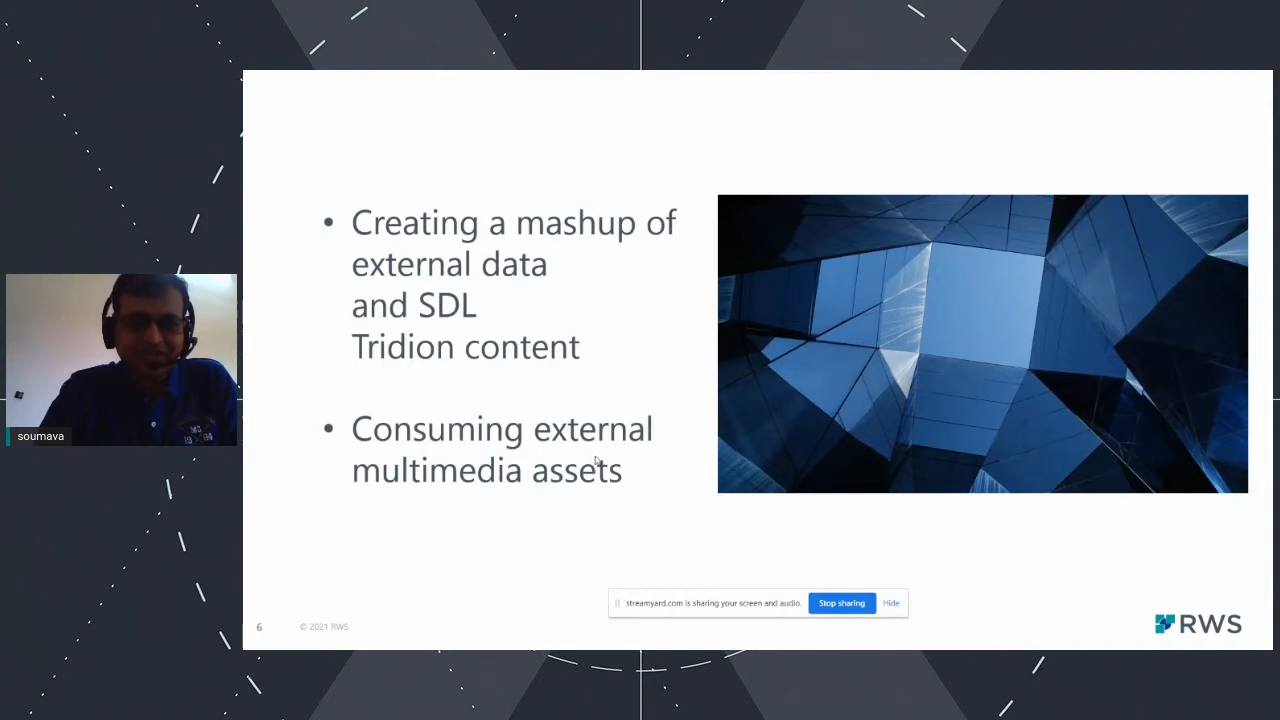 • Creating a mashup of
external data
and SDL
Tridion content
• Consuming external
multimedia assets
soumava
streamyard.com is sharing your screen and audio. Stop sharing Hide
6 © 2021 RWS
RWS